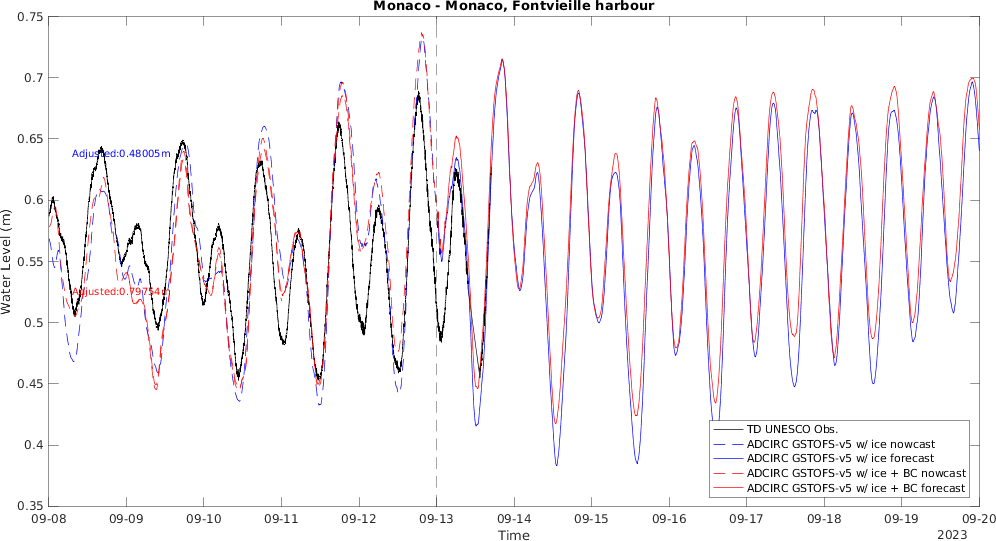 Monaco - Monaco, Fontvieille harbour
Water Level (m)
0.75
0.7
0.65
0.6
0.55
0.5
0.45
0.4
0.35
Adjusted:0.48005m
Adjusted:0.79754m
TD UNESCO Obs.
ADCIRC GSTOFS-v5 w/ ice nowcast
ADCIRC GSTOFS-v5 w/ ice forecast
ADCIRC GSTOFS-v5 w/ ice + BC nowcast
ADCIRC GSTOFS-v5 w/ ice + BC forecast
09-08 09-09 09-10 09-11 09-12 09-13 09-14 09-15 09-16 09-17 09-18 09-19 09-20
Time
2023